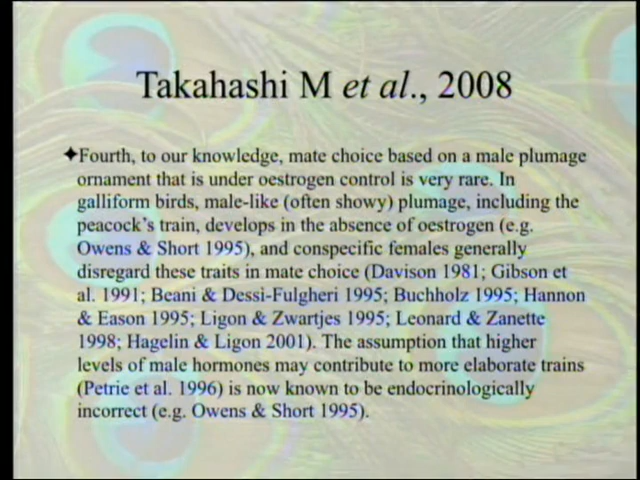 Takahashi M et al., 2008
✦Fourth, to our knowledge, mate choice based on a male plumage
ornament that is under oestrogen control is very rare. In
galliform birds, male-like (often showy) plumage, including the
peacock's train, develops in the absence of oestrogen (e.g.
Owens & Short 1995), and conspecific females generally
disregard these traits in mate choice (Davison 1981; Gibson et
al. 1991; Beani & Dessì-Fulgheri 1995; Buchholz 1995; Hannon
& Eason 1995; Ligon & Zwartjes 1995; Leonard & Zanette
1998; Hagelin & Ligon 2001). The assumption that higher
levels of male hormones may contribute to more elaborate trains
(Petrie et al. 1996) is now known to be endocrinologically
incorrect (e.g. Owens & Short 1995).